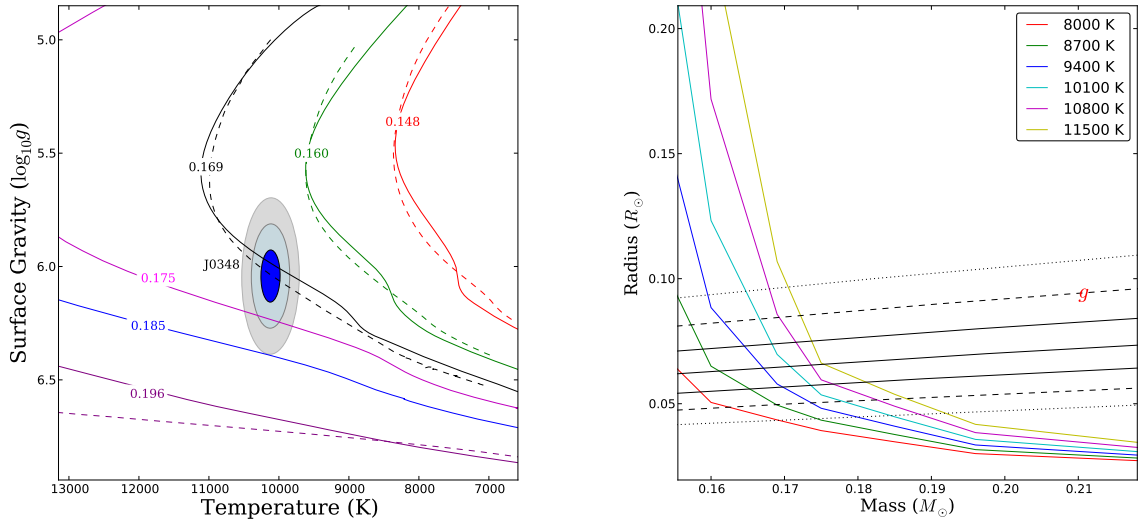 5.0
5.5
6.0
6.5
13000 12000 11000 10000 9000 8000 7000
Surface Gravity (log₁₀g)
Temperature (K)
0.148
0.160
0.169
J0348
0.175
0.185
0.196
0.20
0.15
0.10
0.05
0.16 0.17 0.18 0.19 0.20 0.21
Radius (R☉)
Mass (M☉)
8000 K
8700 K
9400 K
10100 K
10800 K
11500 K
g